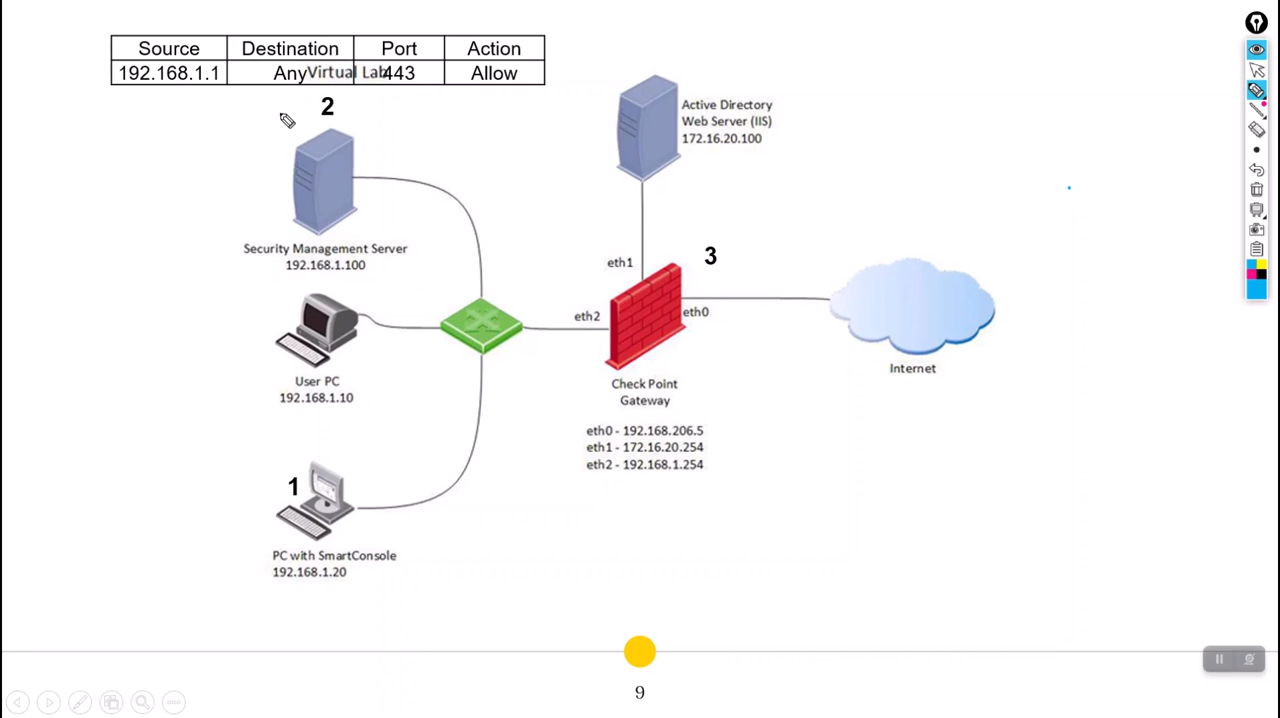 Source Destination Port Action
192.168.1.1 Any 443 Allow
Virtual Lab
2
Security Management Server
192.168.1.100
User PC
192.168.1.10
1
PC with SmartConsole
192.168.1.20
Active Directory
Web Server (IIS)
172.16.20.100
eth1
3
eth2
eth0
Check Point
Gateway
eth0 - 192.168.206.5
eth1 - 172.16.20.254
eth2 - 192.168.1.254
Internet
9